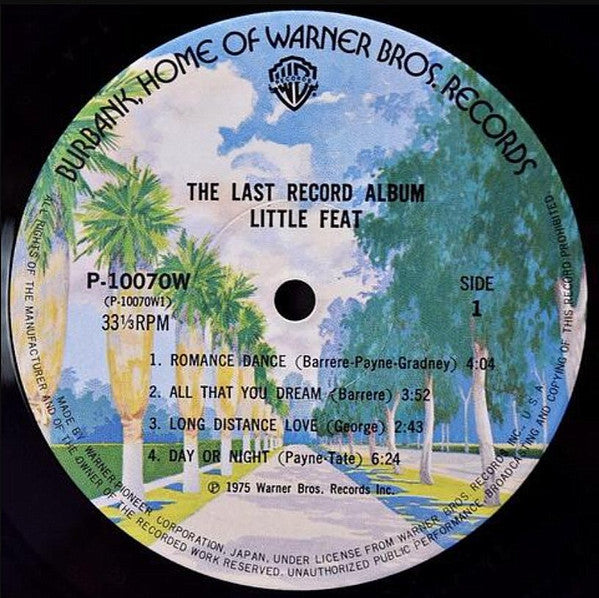 BURBANK, HOME OF WARNER BROS. RECORDS
RECORDS
THE LAST RECORD ALBUM
LITTLE FEAT
P-10070W
(P-10070W1)
33⅓RPM
SIDE
1
1. ROMANCE DANCE (Barrere-Payne-Gradney) 4:04
2. ALL THAT YOU DREAM (Barrere) 3:52
3. LONG DISTANCE LOVE (George) 2:43
4. DAY OR NIGHT (Payne-Tate) 6:24
℗ 1975 Warner Bros. Records Inc.
MADE BY WARNER-PIONEER CORPORATION, JAPAN, UNDER LICENSE FROM WARNER BROS RECORDS INC., U.S.A
ALL RIGHTS OF THE MANUFACTURER AND OF THE OWNER OF THE RECORDED WORK RESERVED. UNAUTHORIZED PUBLIC PERFORMANCE BROADCASTING AND COPYING OF THIS RECORD PROHIBITED